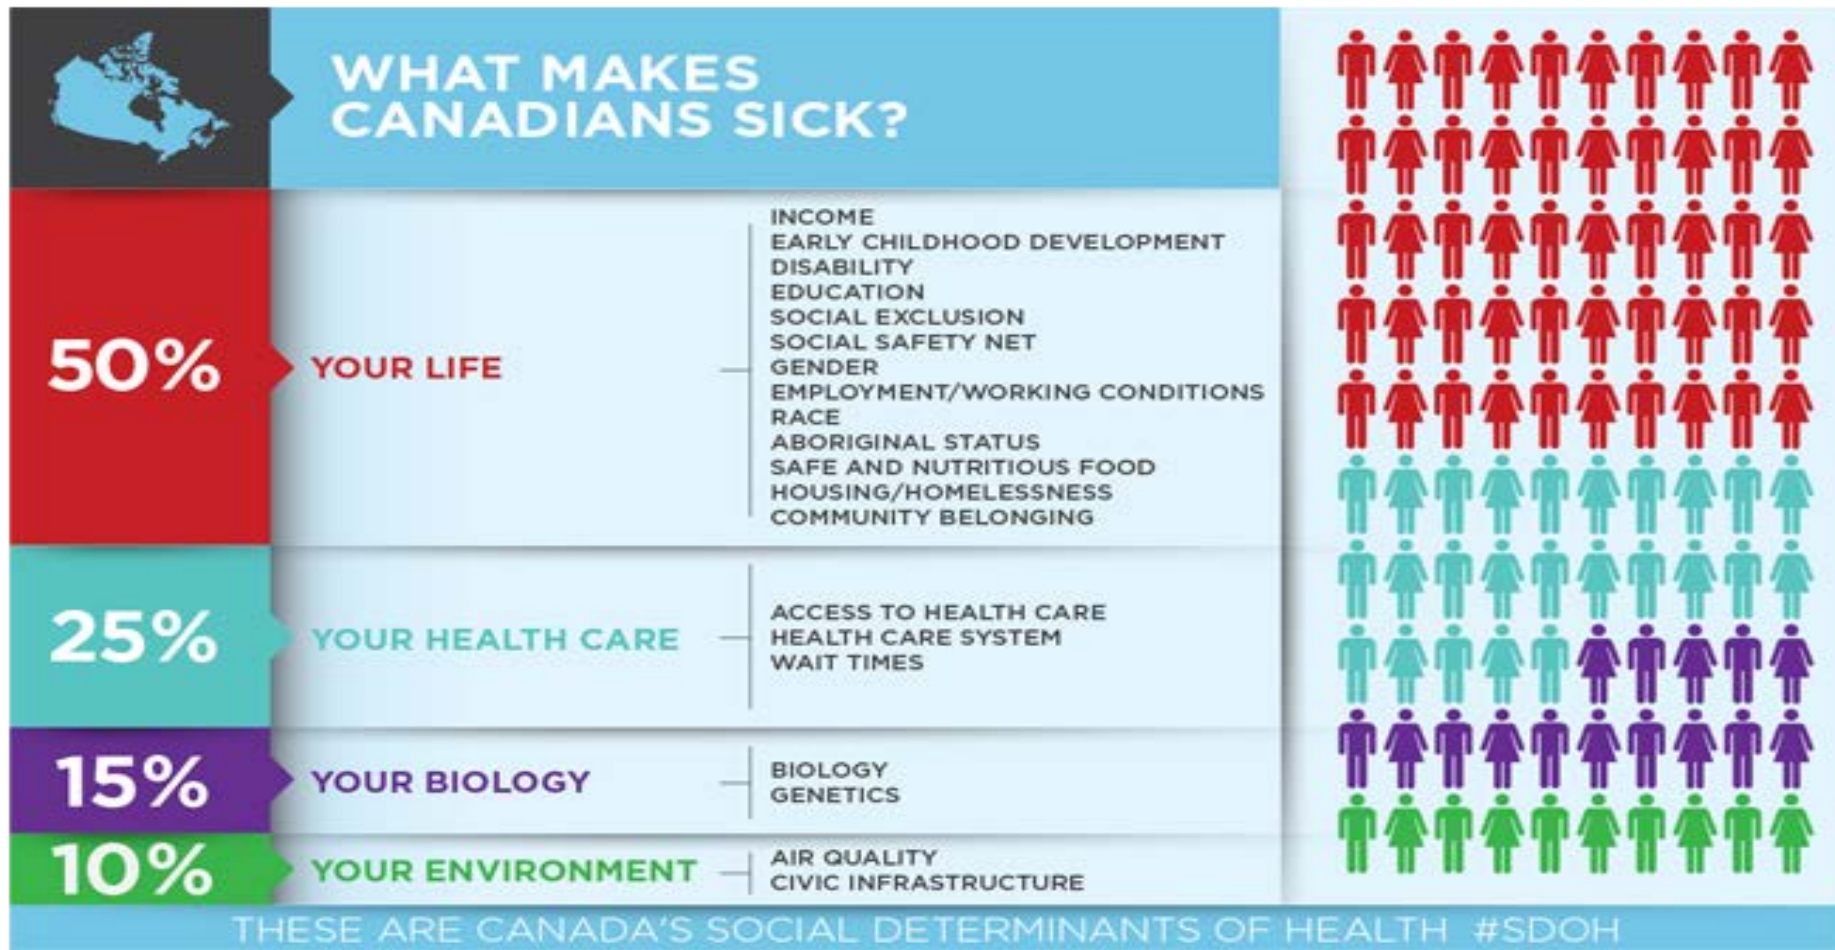 WHAT MAKES
CANADIANS SICK?
50%
YOUR LIFE
INCOME
EARLY CHILDHOOD DEVELOPMENT
DISABILITY
EDUCATION
SOCIAL EXCLUSION
SOCIAL SAFETY NET
GENDER
EMPLOYMENT/WORKING CONDITIONS
RACE
ABORIGINAL STATUS
SAFE AND NUTRITIOUS FOOD
HOUSING/HOMELESSNESS
COMMUNITY BELONGING
25%
YOUR HEALTH CARE
ACCESS TO HEALTH CARE
HEALTH CARE SYSTEM
WAIT TIMES
15%
YOUR BIOLOGY
BIOLOGY
GENETICS
10%
YOUR ENVIRONMENT
AIR QUALITY
CIVIC INFRASTRUCTURE
THESE ARE CANADA'S SOCIAL DETERMINANTS OF HEALTH #SDOH